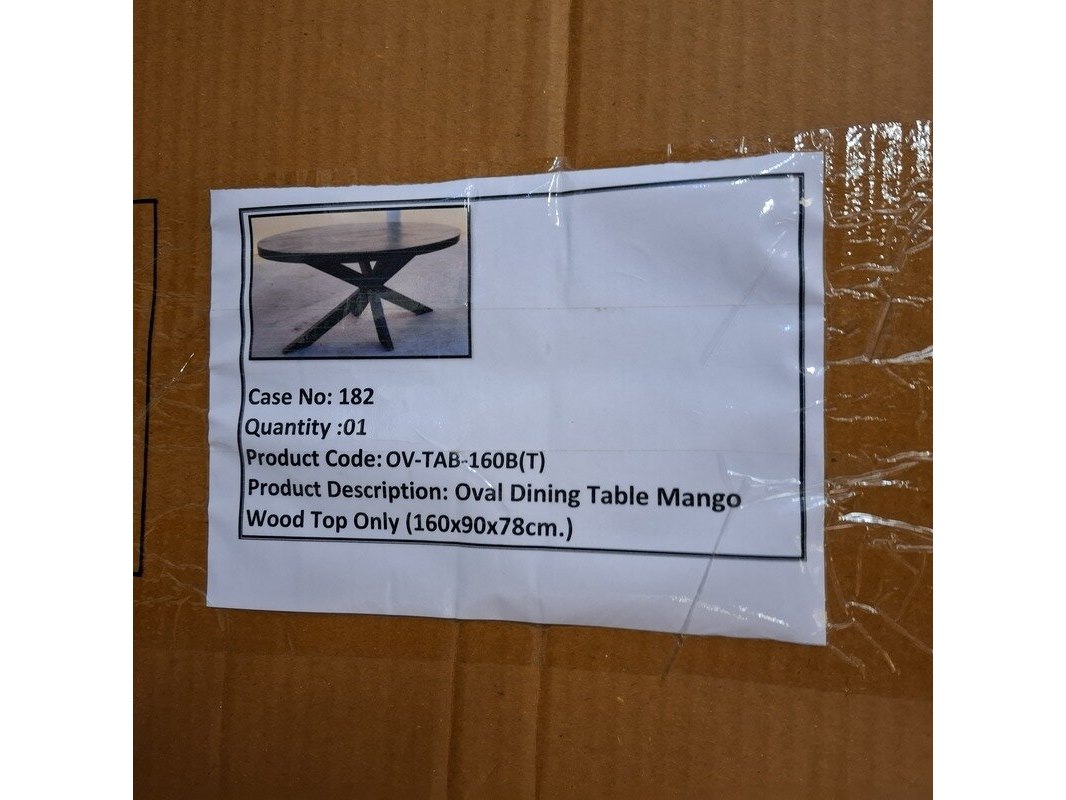 Case No: 182
Quantity :01
Product Code: OV-TAB-160B(T)
Product Description: Oval Dining Table Mango
Wood Top Only (160x90x78cm.)